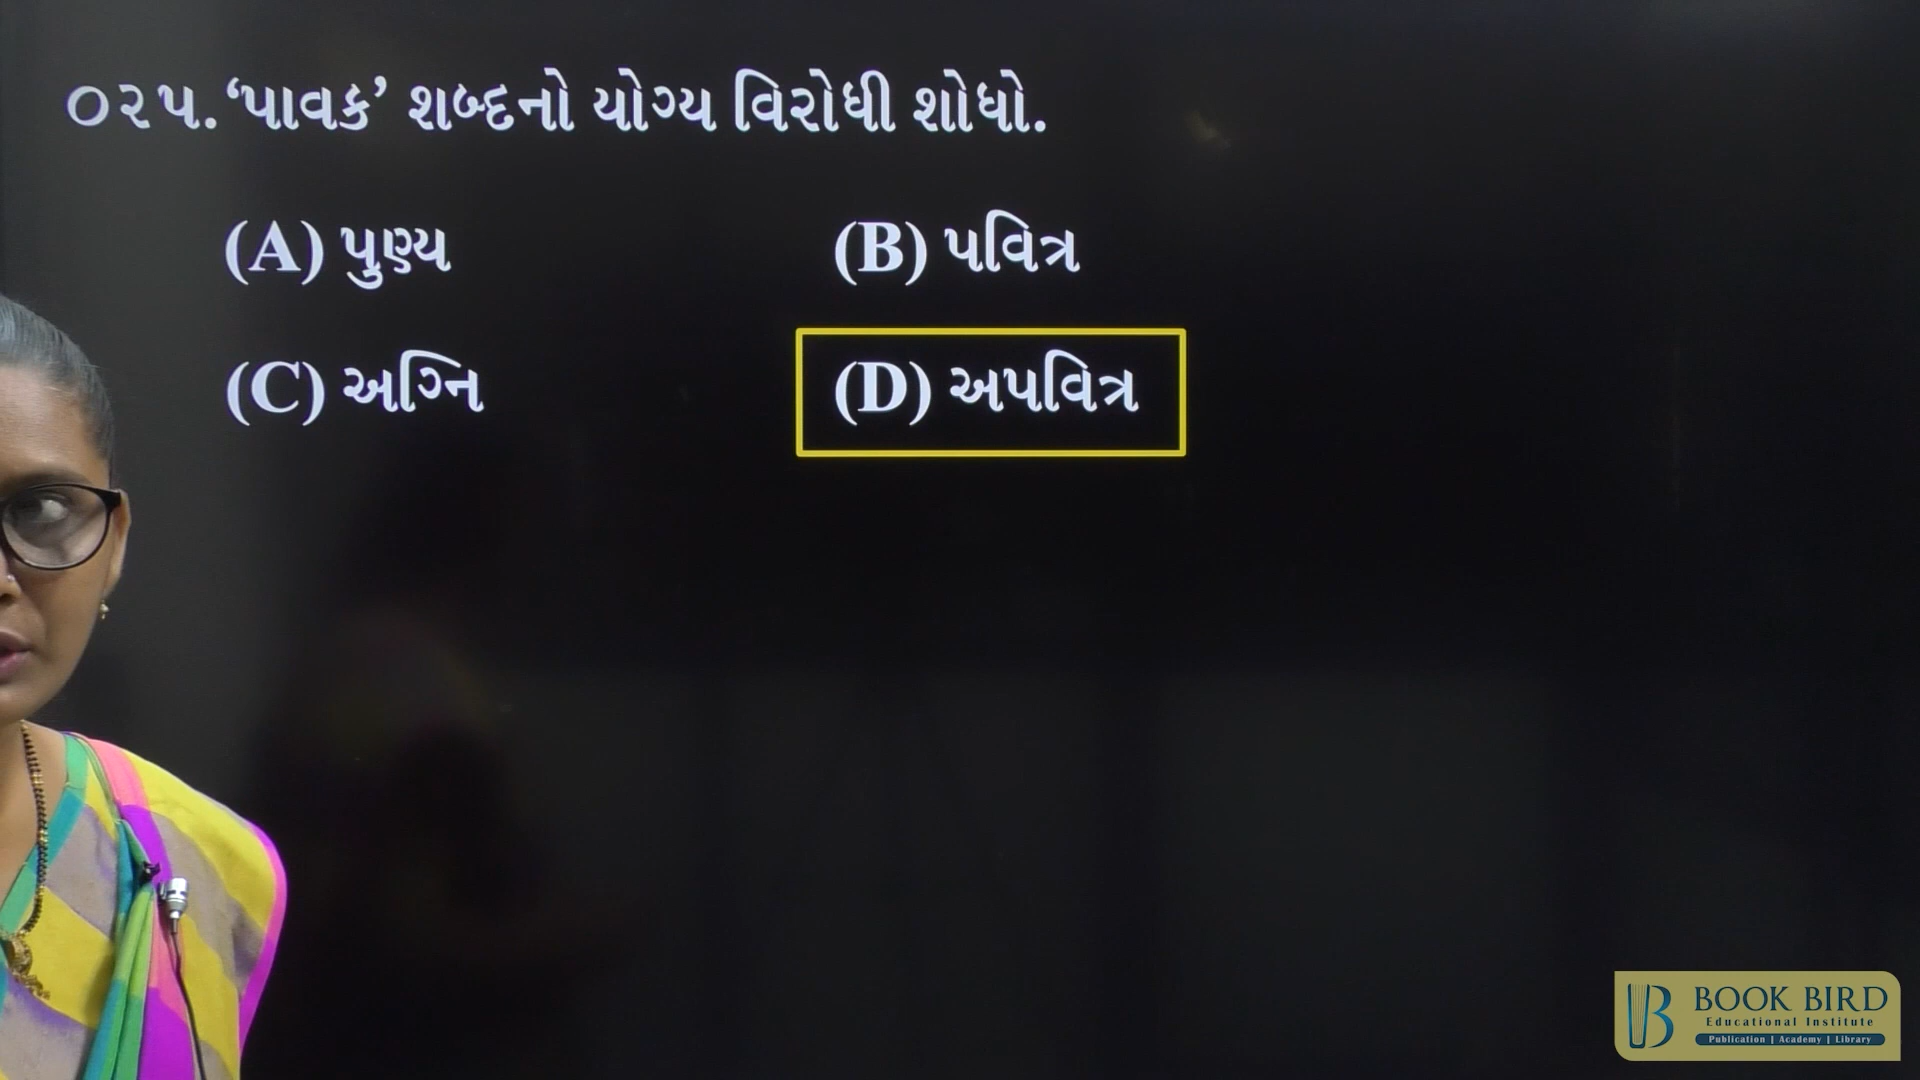 ૦૨૫. ‘પાવક’ શબ્દનો યોગ્ય વિરોધી શોધો.
(A) પુણ્ય (B) પવિત્ર
(C) અગ્નિ (D) અપવિત્ર
B BOOK BIRD
Educational Institute
Publication | Academy | Library